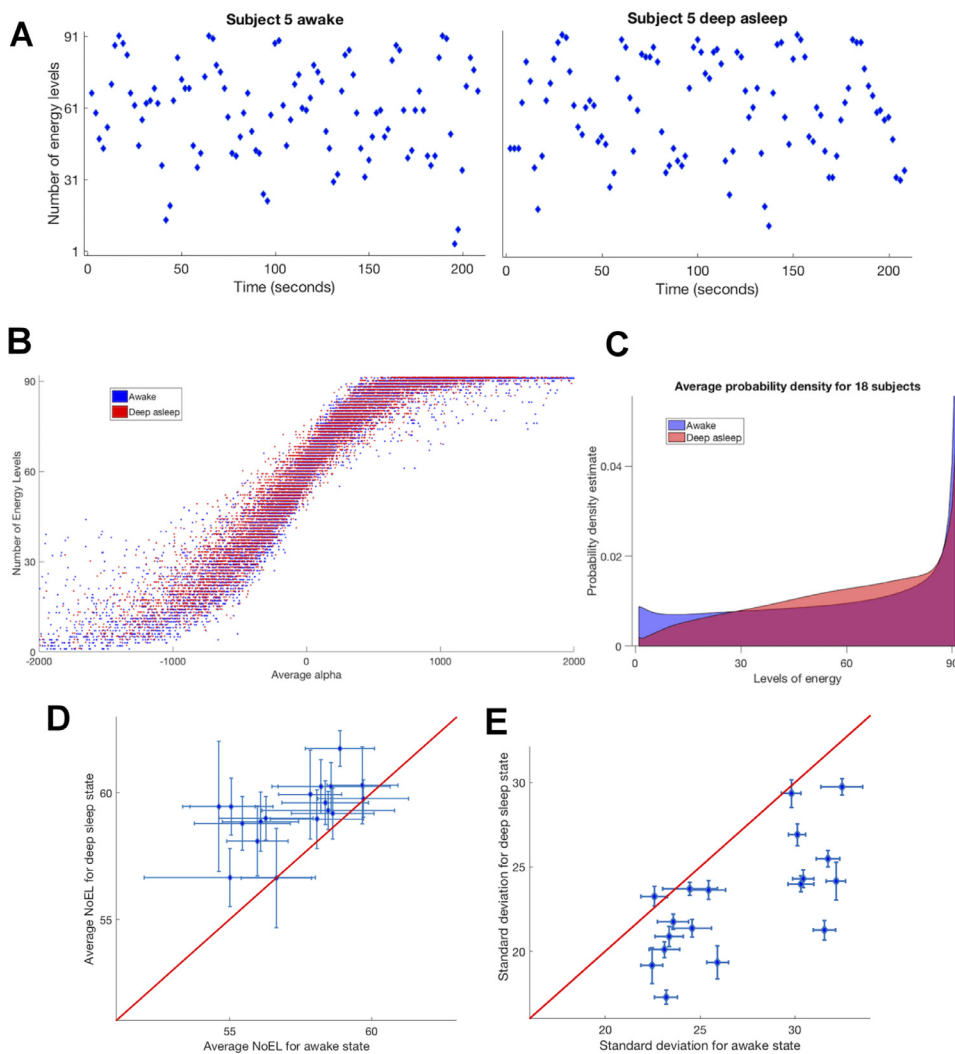 A
Subject 5 awake
Number of energy levels
91
61
31
1
0
50
100
150
200
Time (seconds)
Subject 5 deep asleep
0
50
100
150
200
Time (seconds)
B
Awake
Deep asleep
Number of Energy Levels
90
60
30
0
-2000
-1000
0
1000
2000
Average alpha
C
Average probability density for 18 subjects
Awake
Deep asleep
Probability density estimate
0.04
0.02
0
0
30
60
90
Levels of energy
D
Average NoEL for deep sleep state
60
55
55
60
Average NoEL for awake state
E
Standard deviation for deep sleep state
30
25
20
20
25
30
Standard deviation for awake state